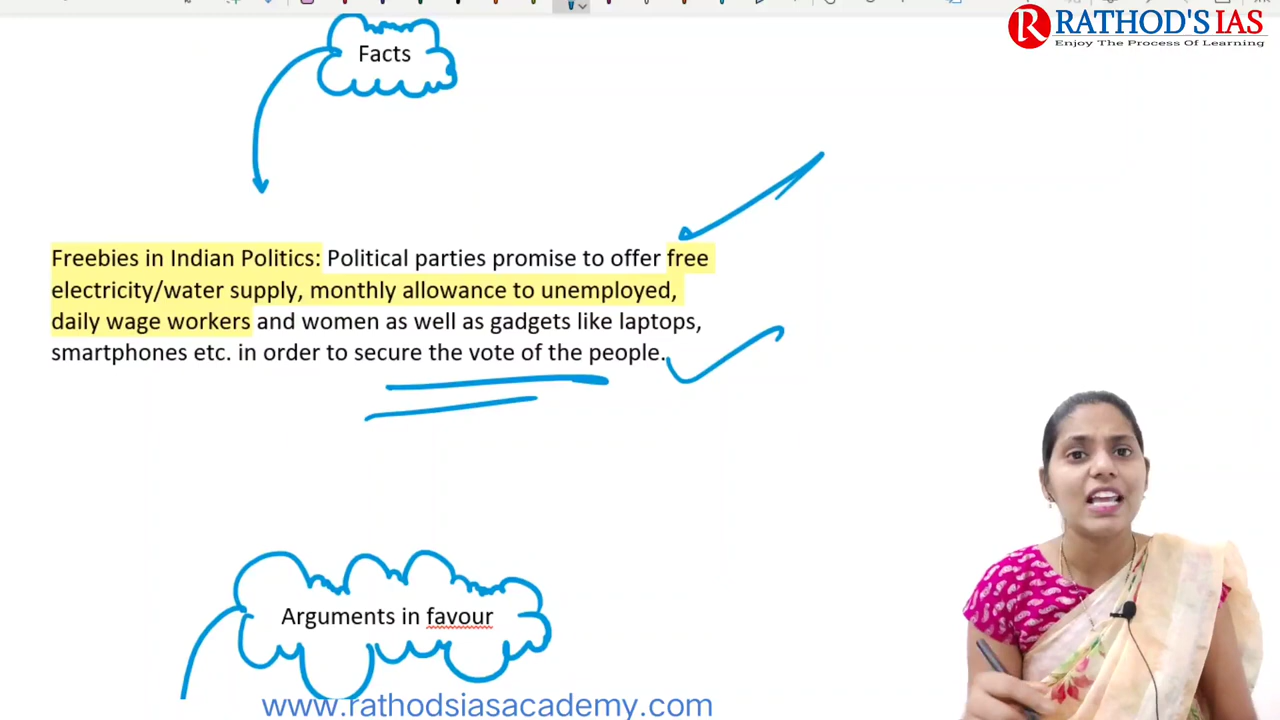 RATHOD'S IAS
Enjoy The Process Of Learning
Facts
Freebies in Indian Politics: Political parties promise to offer free
electricity/water supply, monthly allowance to unemployed,
daily wage workers and women as well as gadgets like laptops,
smartphones etc. in order to secure the vote of the people.
Arguments in favour
www.rathodsiasacademy.com